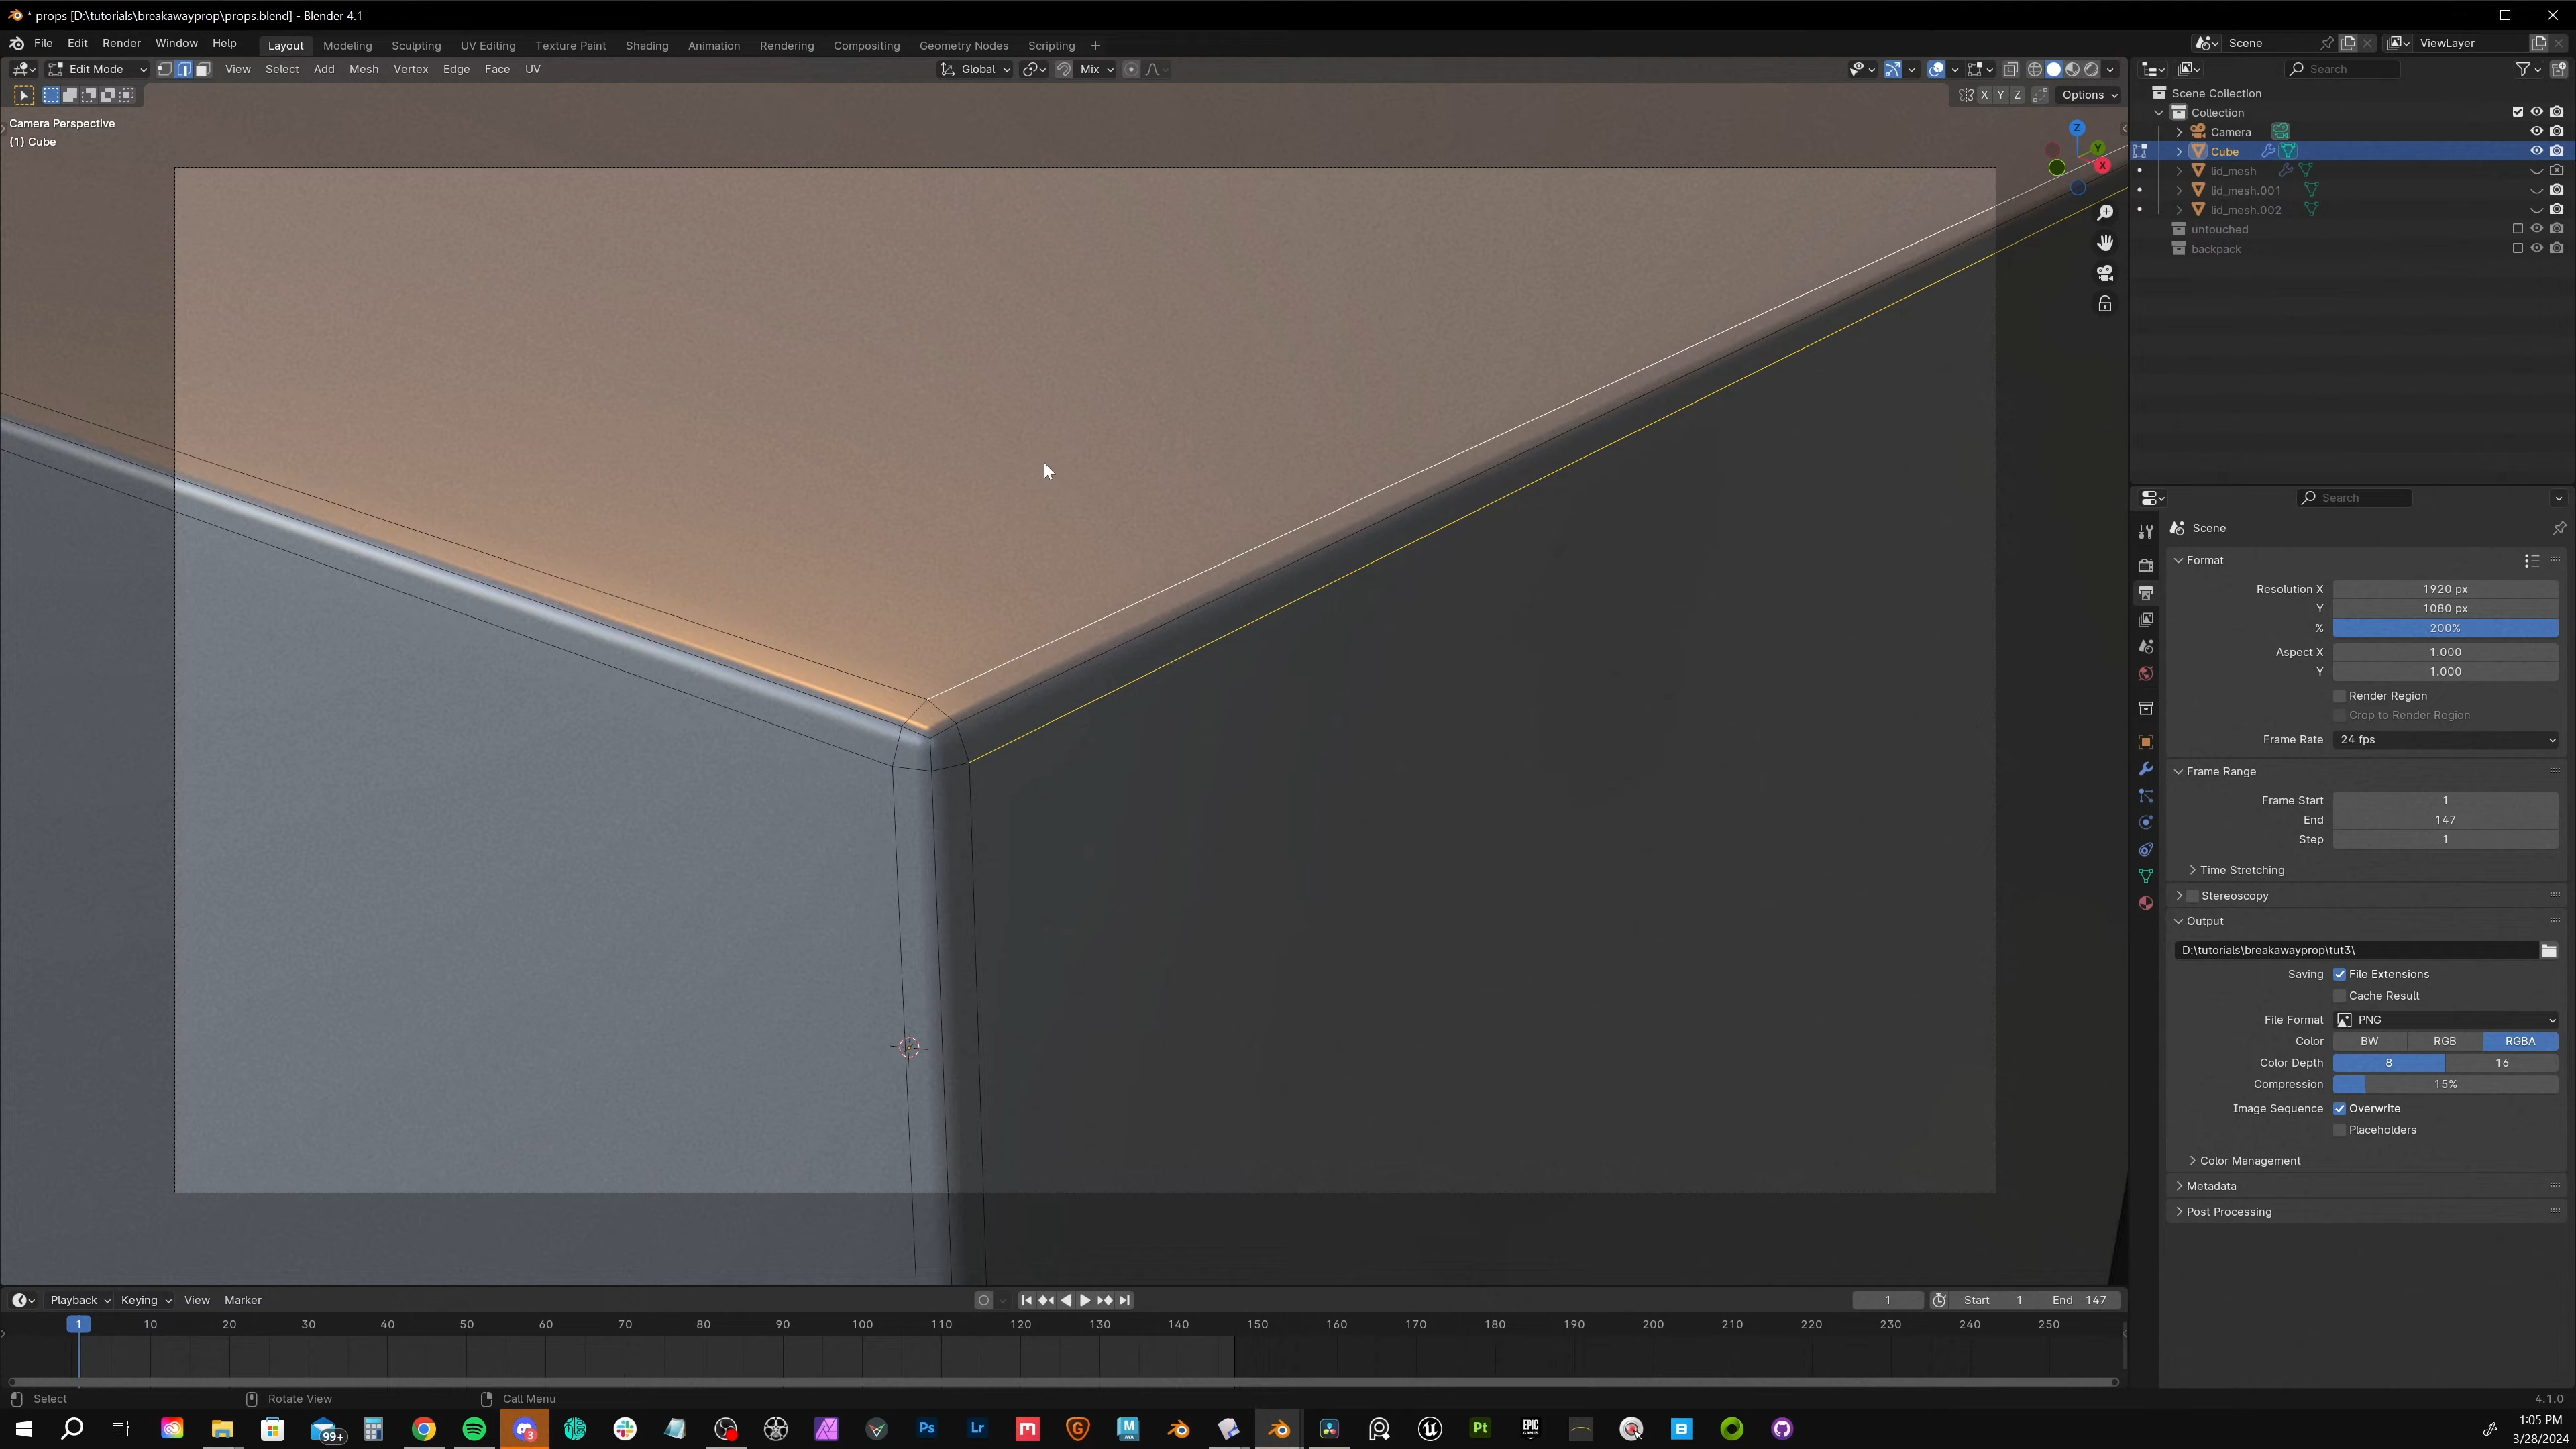 * props [D:\tutorials\breakawayprop\props.blend] - Blender 4.1
File Edit Render Window Help Layout Modeling Sculpting UV Editing Texture Paint Shading Animation Rendering Compositing Geometry Nodes Scripting + Scene ViewLayer
Edit Mode View Select Add Mesh Vertex Edge Face UV Global Mix Search
X Y Z Options
Camera Perspective
(1) Cube
Z
Y
X
Scene Collection
Collection
Camera
Cube
lid_mesh
lid_mesh.001
lid_mesh.002
untouched
backpack
Search
Scene
Format
Resolution X 1920 px
Y 1080 px
% 200%
Aspect X 1.000
Y 1.000
Render Region
Crop to Render Region
Frame Rate 24 fps
Frame Range
Frame Start 1
End 147
Step 1
Time Stretching
Stereoscopy
Output
D:\tutorials\breakawayprop\tut3\
Saving File Extensions
Cache Result
File Format PNG
Color BW RGB RGBA
Color Depth 8 16
Compression 15%
Image Sequence Overwrite
Placeholders
Color Management
Metadata
Post Processing
Playback Keying View Marker 1 Start 1 End 147
1 10 20 30 40 50 60 70 80 90 100 110 120 130 140 150 160 170 180 190 200 210 220 230 240 250
Select Rotate View Call Menu 4.1.0
99+ 3 Ps Lr M G M Pt EPIC GAMES
1:05 PM
3/28/2024